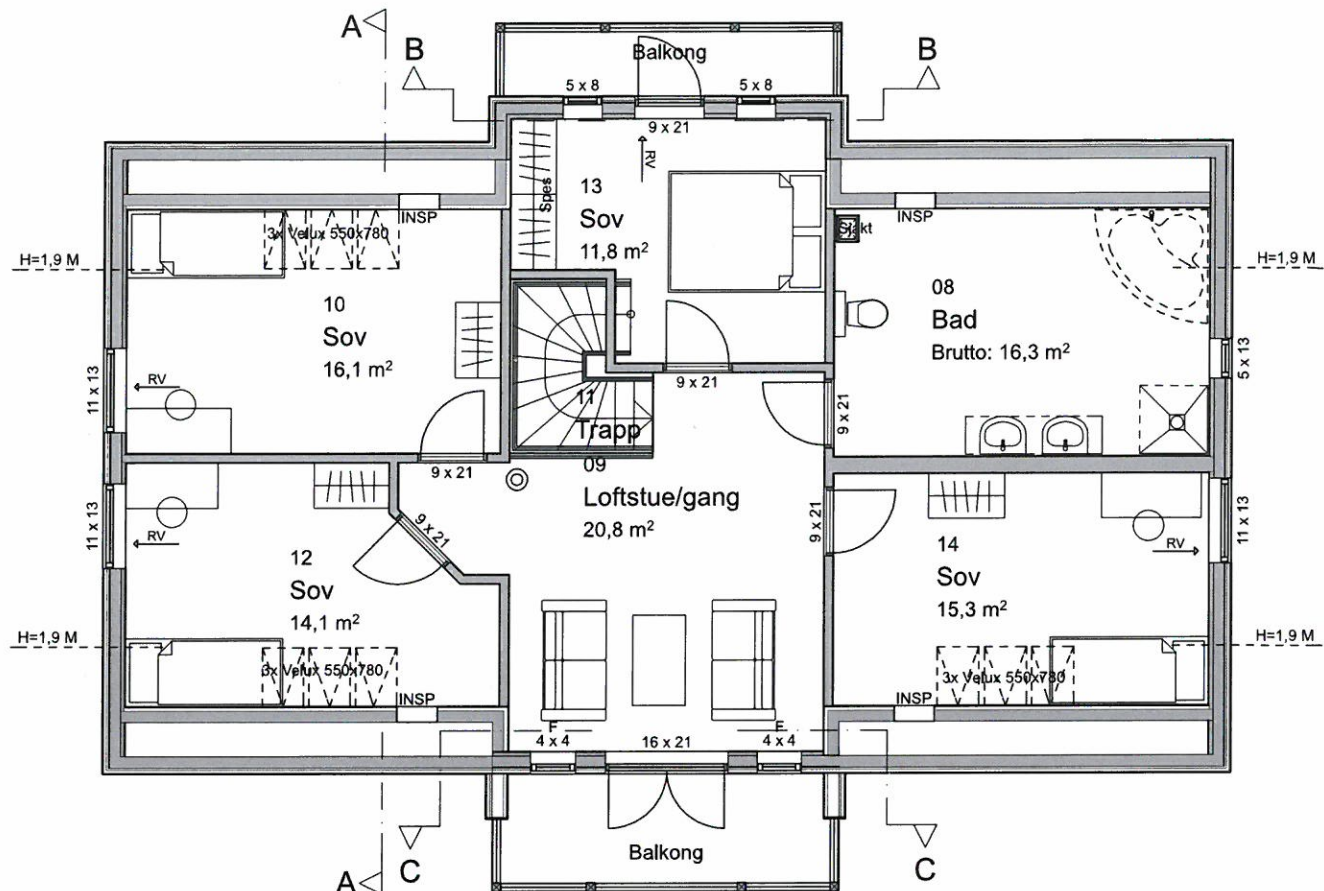 A
B
B
Balkong
5 x 8
5 x 8
9 x 21
RV
Spes
13
Sov
11,8 m²
INSP
INSP
3x Velux 550x780
Sjakt
H=1,9 M
H=1,9 M
10
Sov
16,1 m²
08
Bad
Brutto: 16,3 m²
11 x 13
RV
5 x 13
9 x 21
9 x 21
11
Trapp
9 x 21
09
Loftstue/gang
20,8 m²
11 x 13
RV
9 x 21
9 x 21
11 x 13
RV
12
Sov
14,1 m²
14
Sov
15,3 m²
H=1,9 M
H=1,9 M
3x Velux 550x780
3x Velux 550x780
INSP
INSP
F
F
4 x 4
16 x 21
4 x 4
Balkong
C
C
A